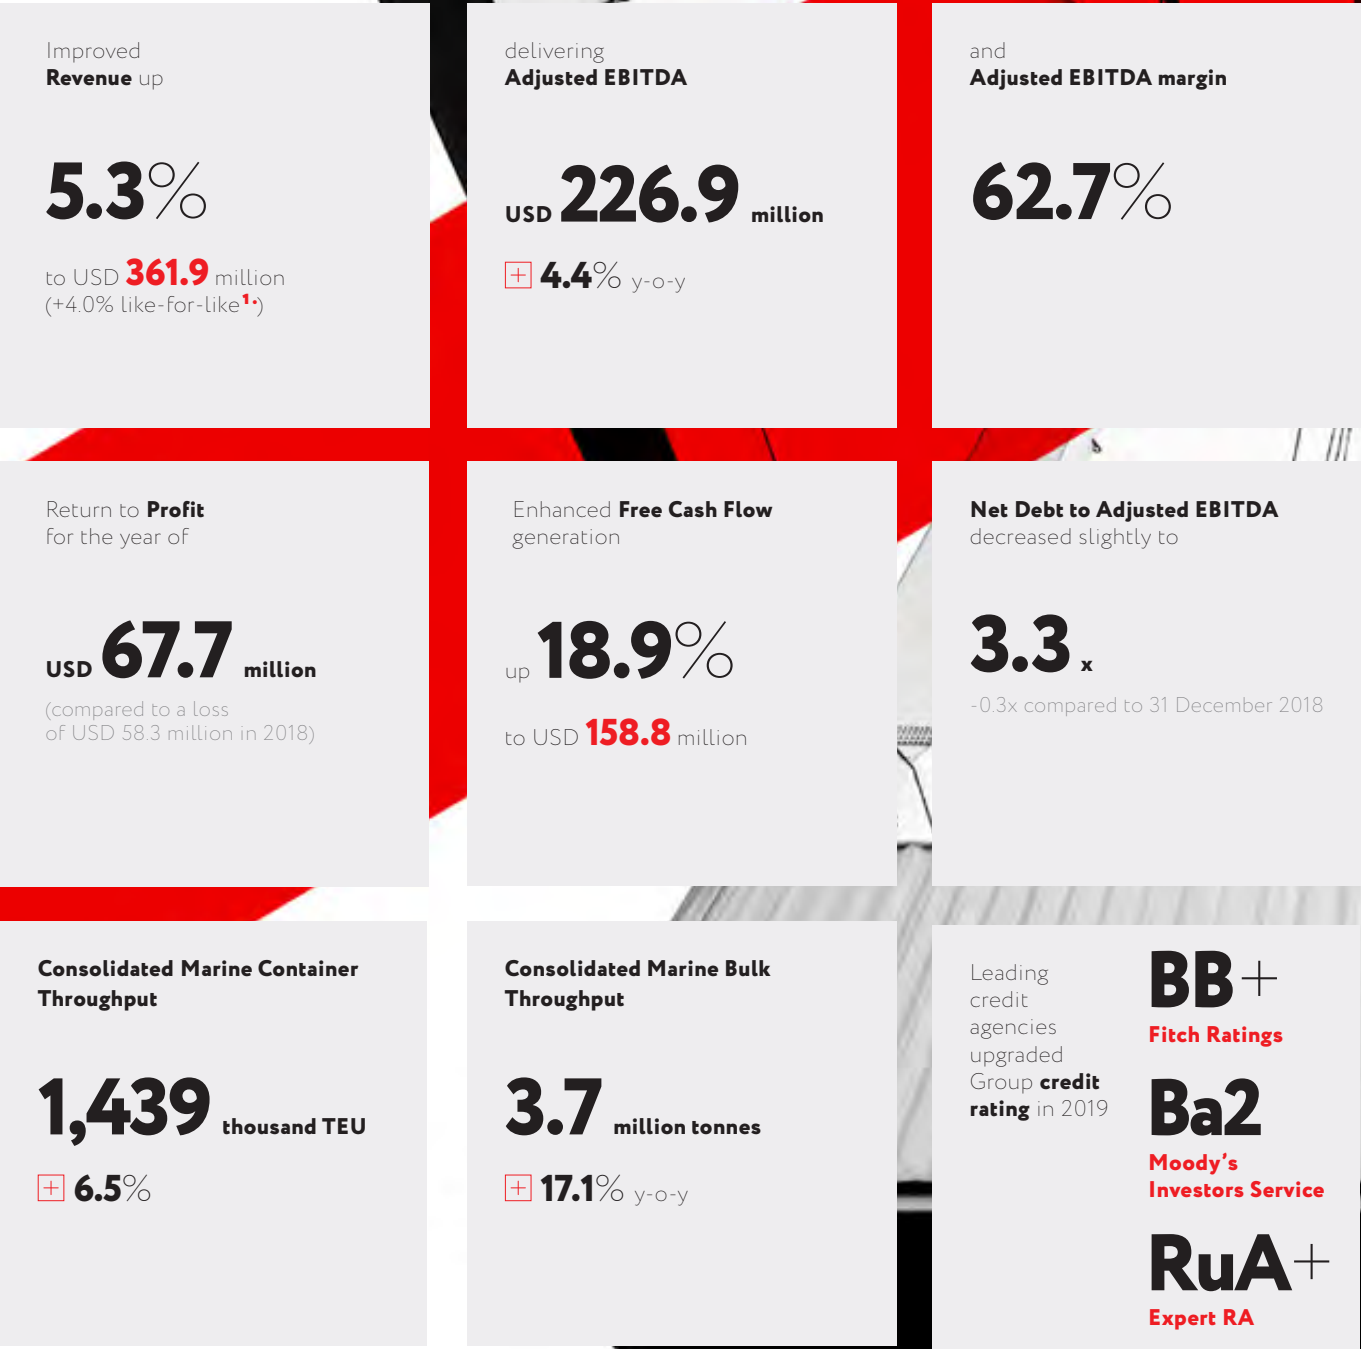 Improved
Revenue up
5.3%
to USD 361.9 million
(+4.0% like-for-like1.)
delivering
Adjusted EBITDA
USD 226.9 million
+ 4.4% y-o-y
and
Adjusted EBITDA margin
62.7%
Return to Profit
for the year of
USD 67.7 million
(compared to a loss
of USD 58.3 million in 2018)
Enhanced Free Cash Flow
generation
up 18.9%
to USD 158.8 million
Net Debt to Adjusted EBITDA
decreased slightly to
3.3 x
-0.3x compared to 31 December 2018
Consolidated Marine Container
Throughput
1,439 thousand TEU
+ 6.5%
Consolidated Marine Bulk
Throughput
3.7 million tonnes
+ 17.1% y-o-y
Leading
credit
agencies
upgraded
Group credit
rating in 2019
BB+
Fitch Ratings
Ba2
Moody's
Investors Service
RuA+
Expert RA